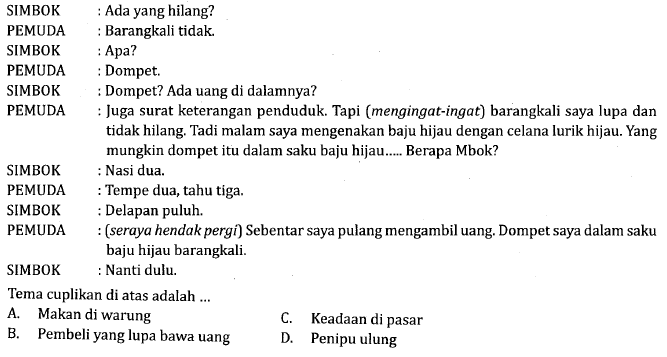 SIMBOK : Ada yang hilang?
PEMUDA : Barangkali tidak.
SIMBOK : Apa?
PEMUDA : Dompet.
SIMBOK : Dompet? Ada uang di dalamnya?
PEMUDA : Juga surat keterangan penduduk. Tapi (mengingat-ingat) barangkali saya lupa dan
tidak hilang. Tadi malam saya mengenakan baju hijau dengan celana lurik hijau. Yang
mungkin dompet itu dalam saku baju hijau..... Berapa Mbok?
SIMBOK : Nasi dua.
PEMUDA : Tempe dua, tahu tiga.
SIMBOK : Delapan puluh.
PEMUDA : (seraya hendak pergi) Sebentar saya pulang mengambil uang. Dompet saya dalam saku
baju hijau barangkali.
SIMBOK : Nanti dulu.
Tema cuplikan di atas adalah ...
A. Makan di warung C. Keadaan di pasar
B. Pembeli yang lupa bawa uang D. Penipu ulung